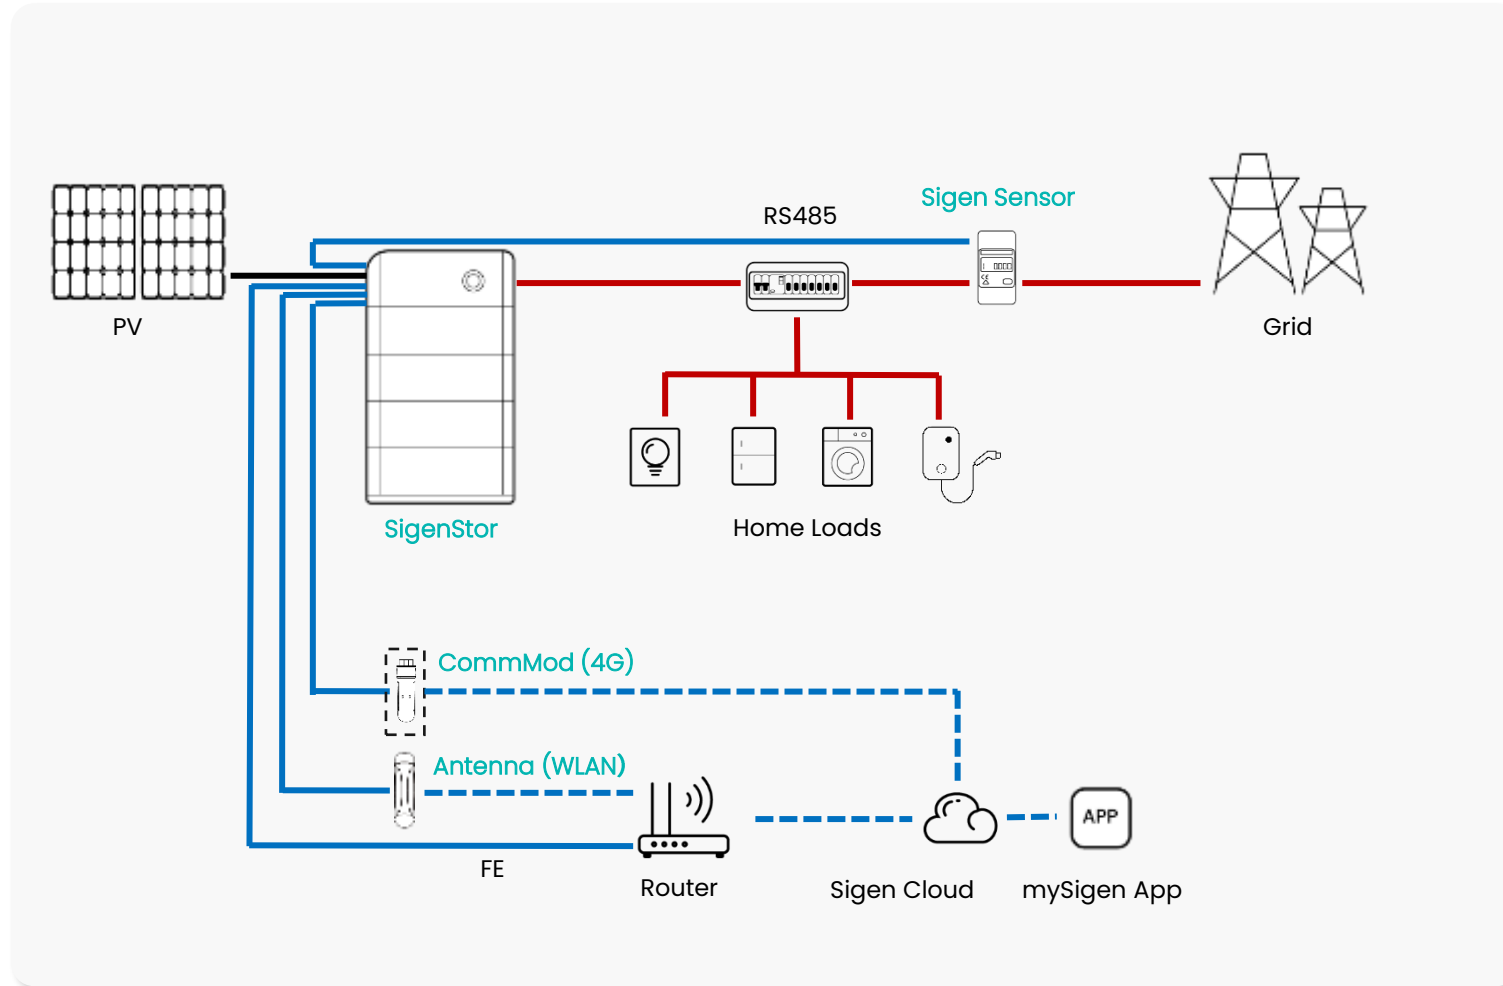 Sigen Sensor
RS485
PV
Grid
SigenStor
Home Loads
CommMod (4G)
Antenna (WLAN)
APP
FE
Router
Sigen Cloud
mySigen App